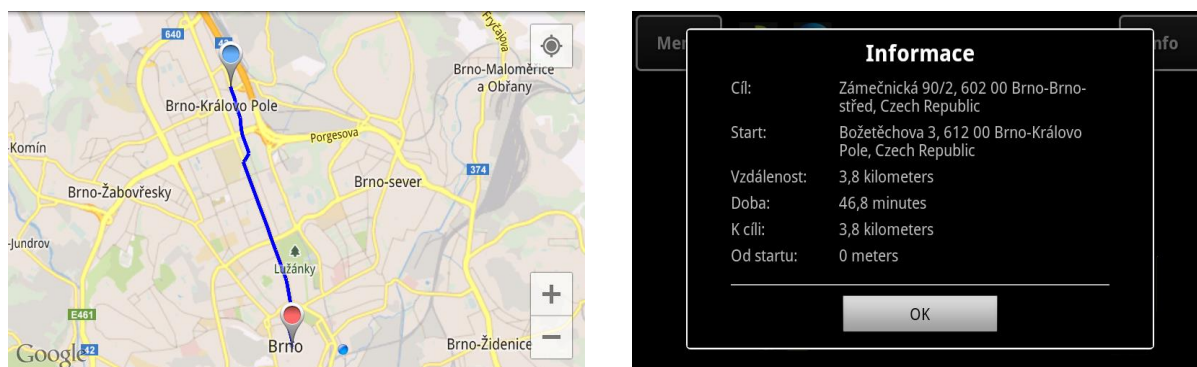 640
Fryčajova
Brno-Maloměřice
a Obřany
Brno-Královo Pole
Porgesova
Komín
374
Brno-Žabovřesky
Brno-sever
-Jundrov
Lužánky
+
E461
Brno
Brno-Židenice
−
Google
42
Informace
Cíl:
Zámečnická 90/2, 602 00 Brno-Brno-
střed, Czech Republic
Start:
Božetěchova 3, 612 00 Brno-Královo
Pole, Czech Republic
Vzdálenost:
3,8 kilometers
Doba:
46,8 minutes
K cíli:
3,8 kilometers
Od startu:
0 meters
OK